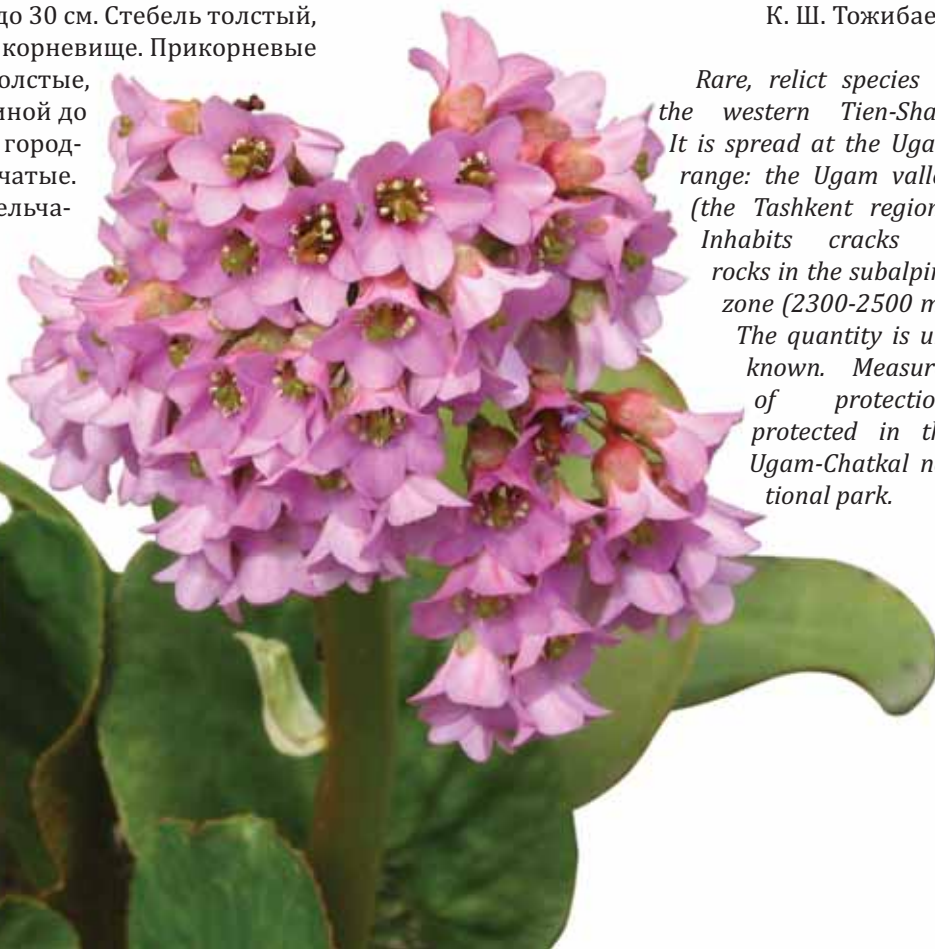 до 30 см. Стебель толстый,
корневище. Прикорневые
олстые,
иной до
город-
чатые.
ельча-
К. Ш. Тожибае
Rare, relict species
the western Tien-Sha
It is spread at the Uga
range: the Ugam valle
(the Tashkent region
Inhabits cracks
rocks in the subalpin
zone (2300-2500 m
The quantity is u
known. Measur
of protectio
protected in th
Ugam-Chatkal n
tional park.